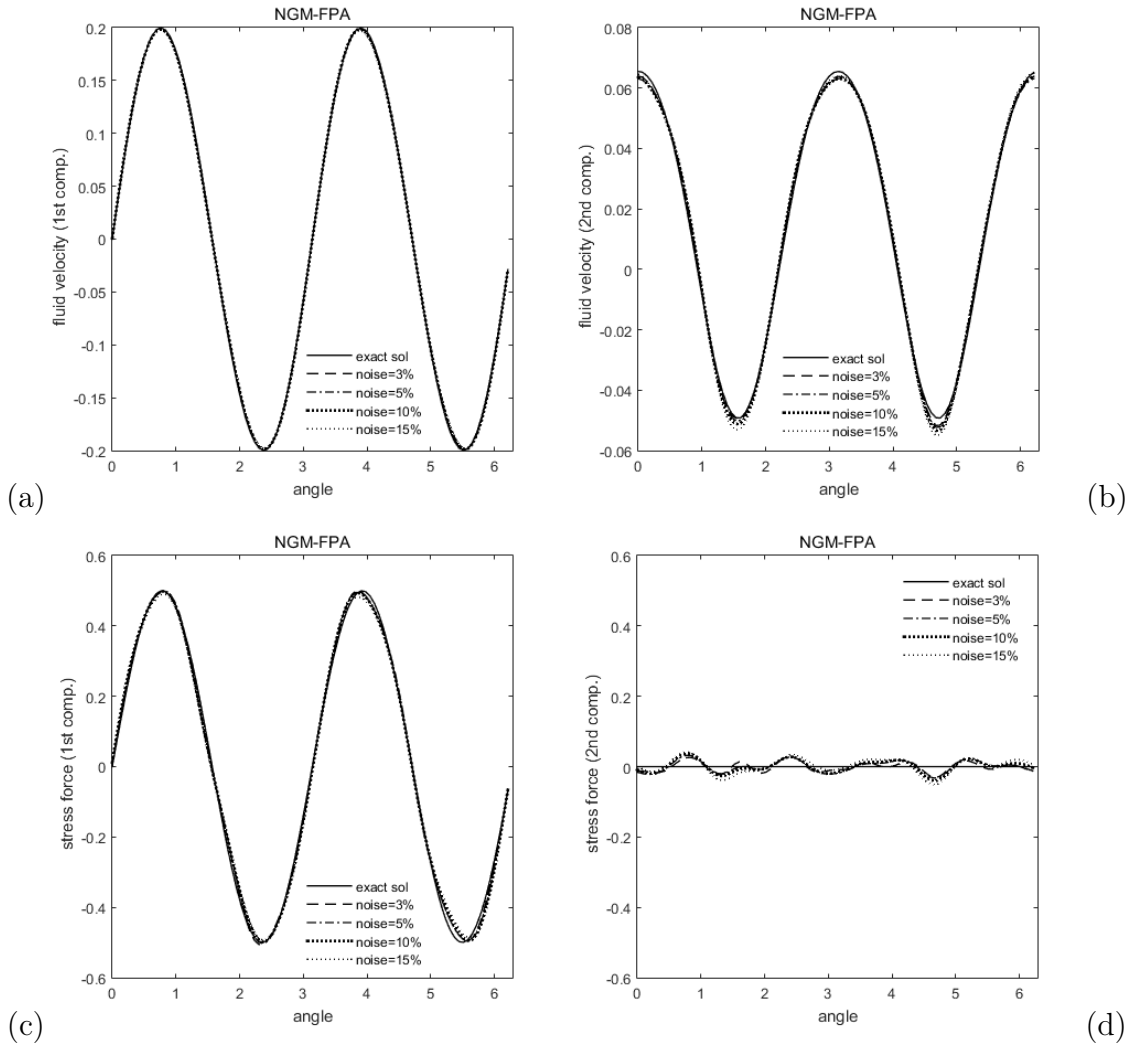 NGM-FPA
0.2
0.15
0.1
0.05
0
-0.05
-0.1
-0.15
-0.2
fluid velocity (1st comp.)
exact sol
noise=3%
noise=5%
noise=10%
noise=15%
0 1 2 3 4 5 6
angle
(a)
NGM-FPA
0.08
0.06
0.04
0.02
0
-0.02
-0.04
-0.06
fluid velocity (2nd comp.)
exact sol
noise=3%
noise=5%
noise=10%
noise=15%
0 1 2 3 4 5 6
angle
(b)
NGM-FPA
0.6
0.4
0.2
0
-0.2
-0.4
-0.6
stress force (1st comp.)
exact sol
noise=3%
noise=5%
noise=10%
noise=15%
0 1 2 3 4 5 6
angle
(c)
NGM-FPA
0.6
0.4
0.2
0
-0.2
-0.4
-0.6
stress force (2nd comp.)
exact sol
noise=3%
noise=5%
noise=10%
noise=15%
0 1 2 3 4 5 6
angle
(d)